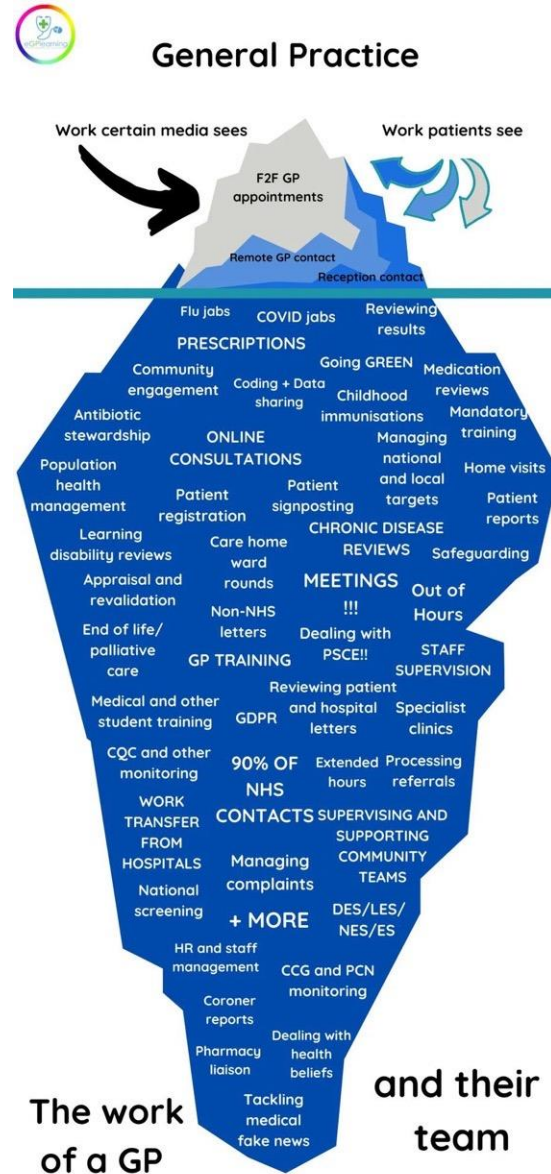 eGPlearning
General Practice
Work certain media sees
Work patients see
F2F GP
appointments
Remote GP contact
Reception contact
Flu jabs
COVID jabs
Reviewing
results
PRESCRIPTIONS
Going GREEN
Community
engagement
Coding + Data
sharing
Childhood
immunisations
Medication
reviews
Antibiotic
stewardship
ONLINE
CONSULTATIONS
Managing
national
and local
targets
Mandatory
training
Population
health
management
Home visits
Patient
registration
Patient
signposting
Patient
reports
Learning
disability reviews
Care home
ward
rounds
CHRONIC DISEASE
REVIEWS
Safeguarding
Appraisal and
revalidation
MEETINGS
!!!
Out of
Hours
Non-NHS
letters
End of life/
palliative
care
Dealing with
PSCE!!
STAFF
SUPERVISION
GP TRAINING
Medical and other
student training
GDPR
Reviewing patient
and hospital
letters
Specialist
clinics
CQC and other
monitoring
90% OF
NHS
CONTACTS
Extended
hours
Processing
referrals
WORK
TRANSFER
FROM
HOSPITALS
SUPERVISING AND
SUPPORTING
COMMUNITY
TEAMS
Managing
complaints
National
screening
+ MORE
DES/LES/
NES/ES
HR and staff
management
CCG and PCN
monitoring
Coroner
reports
Pharmacy
liaison
Dealing with
health
beliefs
Tackling
medical
fake news
The work
of a GP
and their
team